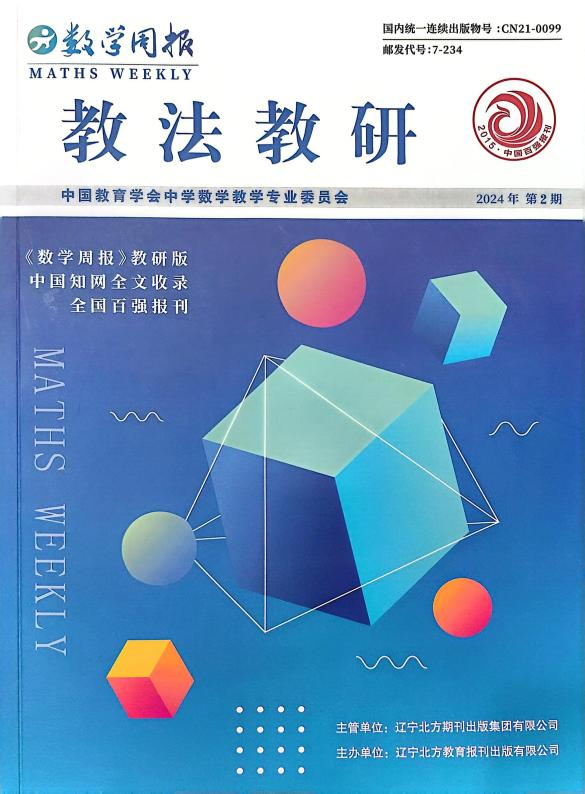 数学周报
MATHS WEEKLY
国内统一连续出版物号:CN21-0099
邮发代号:7-234
教法教研
2015·中国百强报刊
中国教育学会中学数学教学专业委员会
2024年 第2期
《数学周报》教研版
中国知网全文收录
全国百强报刊
MATHS WEEKLY
主管单位:辽宁北方期刊出版集团有限公司
主办单位:辽宁北方教育报刊出版有限公司